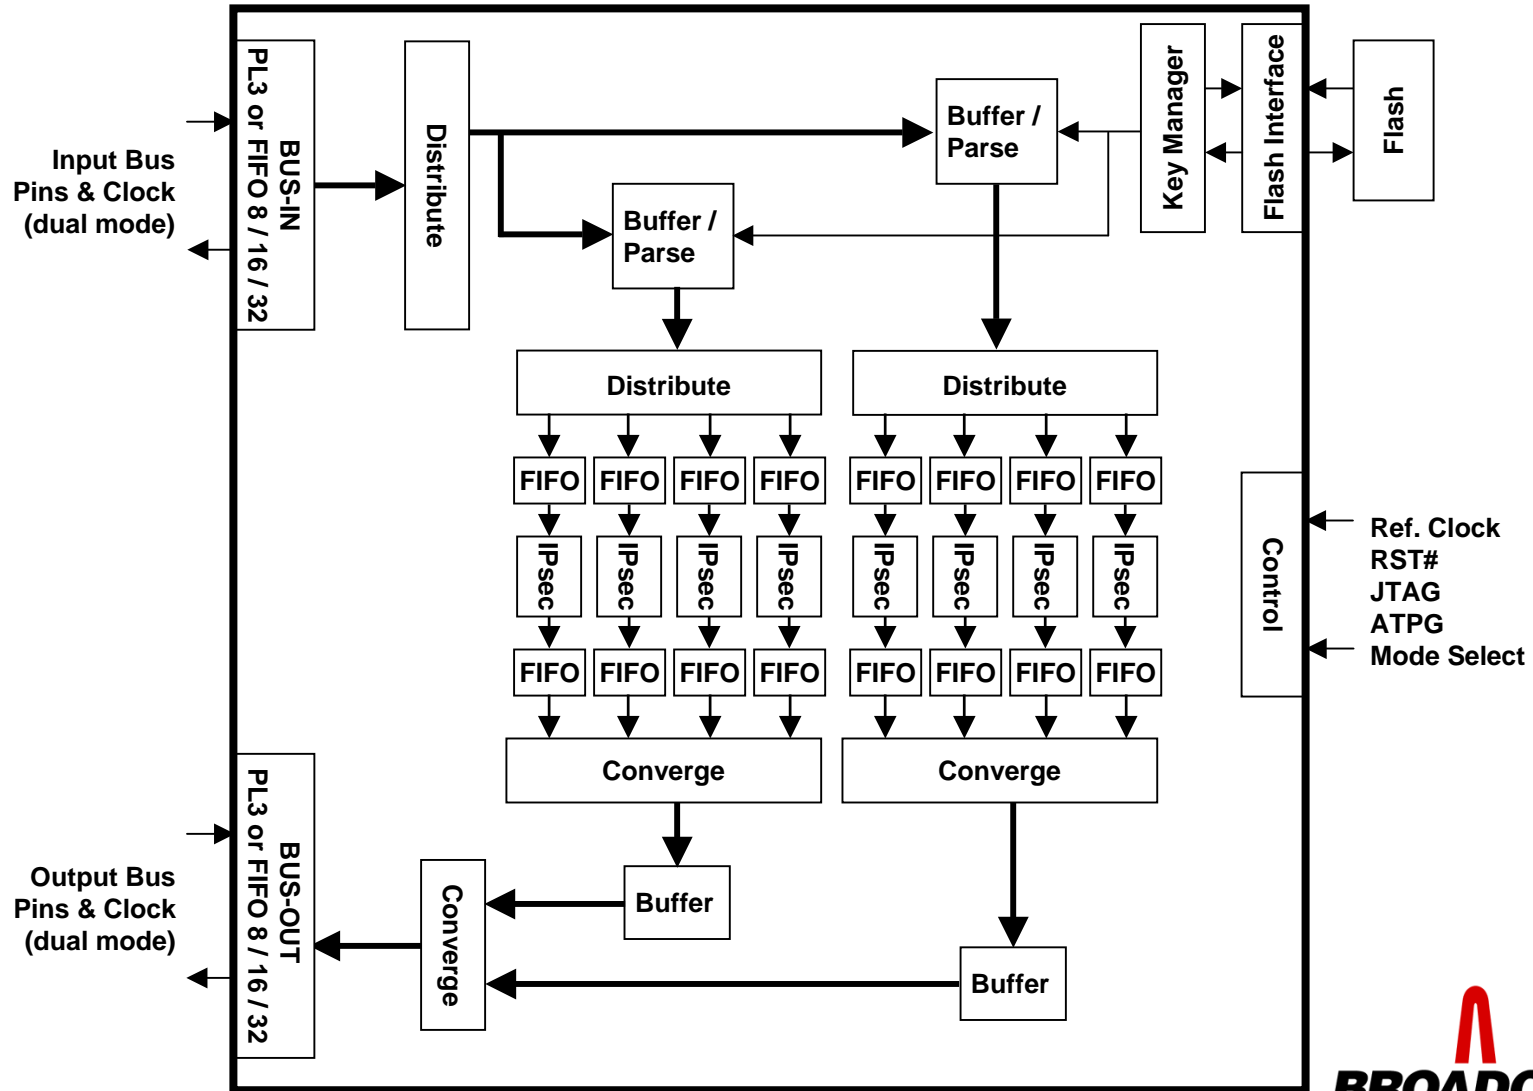 Input Bus
Pins & Clock
(dual mode)
BUS-IN
PL3 or FIFO 8 / 16 / 32
Distribute
Buffer /
Parse
Buffer /
Parse
Key Manager
Flash Interface
Flash
Distribute
Distribute
FIFO FIFO FIFO FIFO FIFO FIFO FIFO FIFO
IPsec IPsec IPsec IPsec IPsec IPsec IPsec IPsec
FIFO FIFO FIFO FIFO FIFO FIFO FIFO FIFO
Converge
Converge
Control
Ref. Clock
RST#
JTAG
ATPG
Mode Select
Output Bus
Pins & Clock
(dual mode)
BUS-OUT
PL3 or FIFO 8 / 16 / 32
Converge
Buffer
Buffer